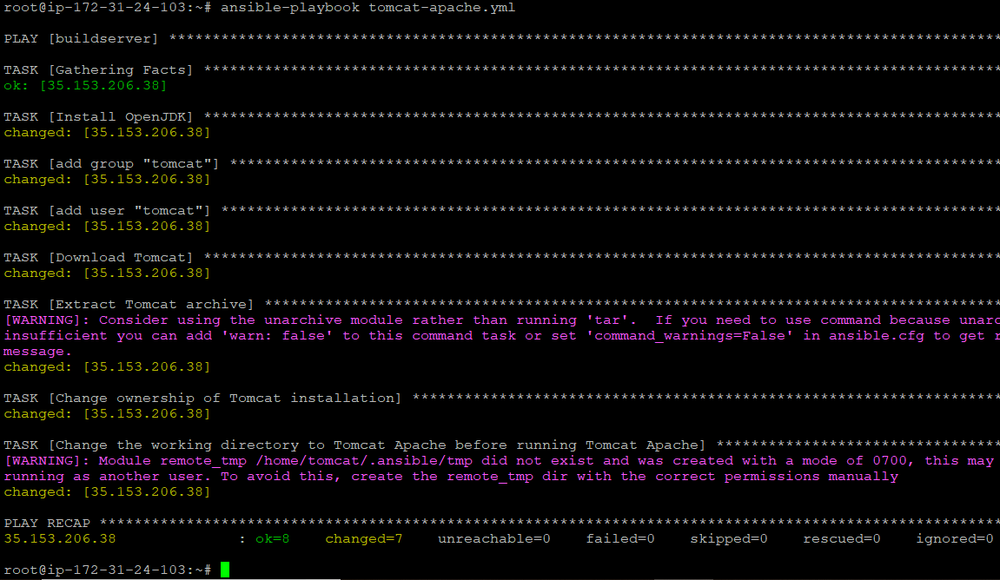 root@ip-172-31-24-103:~# ansible-playbook tomcat-apache.yml
PLAY [buildserver] ********************************************************************************************
TASK [Gathering Facts] ********************************************************************************************
ok: [35.153.206.38]
TASK [Install OpenJDK] ********************************************************************************************
changed: [35.153.206.38]
TASK [add group "tomcat"] *****************************************************************************************
changed: [35.153.206.38]
TASK [add user "tomcat"] ******************************************************************************************
changed: [35.153.206.38]
TASK [Download Tomcat] ********************************************************************************************
changed: [35.153.206.38]
TASK [Extract Tomcat archive] *************************************************************************************
[WARNING]: Consider using the unarchive module rather than running 'tar'.  If you need to use command because
insufficient you can add 'warn: false' to this command task or set 'command_warnings=False' in ansible.cfg to get
message.
changed: [35.153.206.38]
TASK [Change ownership of Tomcat installation] ********************************************************************
changed: [35.153.206.38]
TASK [Change the working directory to Tomcat Apache before running Tomcat Apache] *********************************
[WARNING]: Module remote_tmp /home/tomcat/.ansible/tmp did not exist and was created with a mode of 0700, this may
running as another user. To avoid this, create the remote_tmp dir with the correct permissions manually
changed: [35.153.206.38]
PLAY RECAP ********************************************************************************************************
35.153.206.38              : ok=8    changed=7    unreachable=0    failed=0    skipped=0    rescued=0    ignored=0
root@ip-172-31-24-103:~#